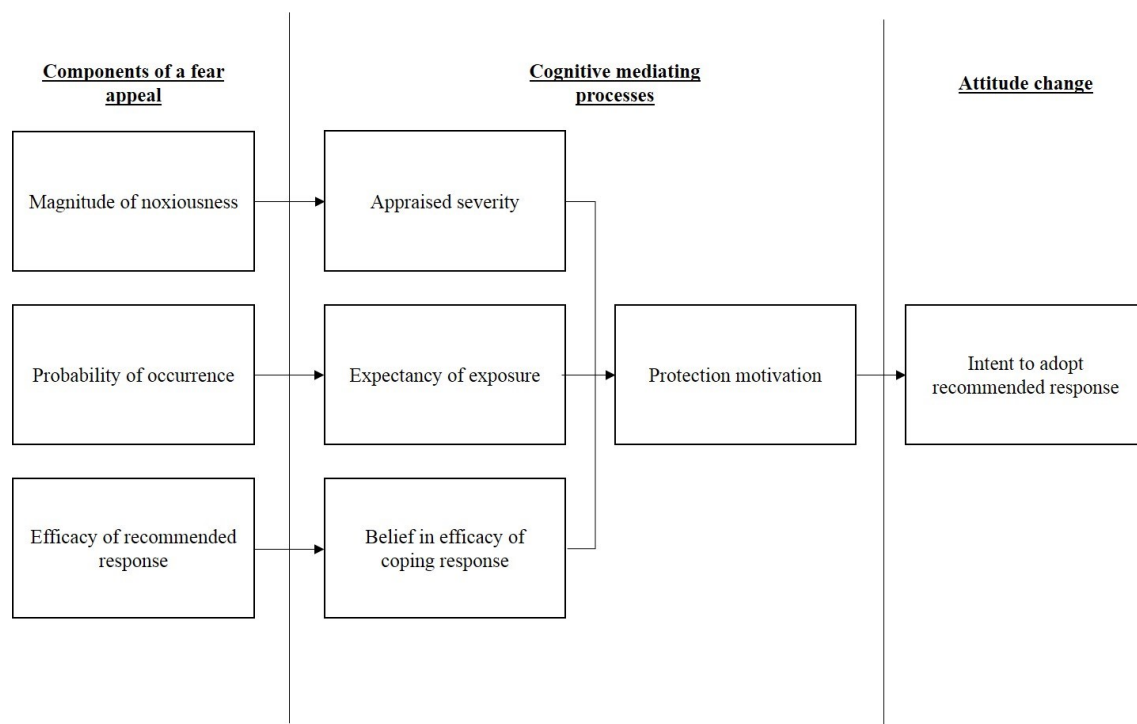 Components of a fear
appeal
Cognitive mediating
processes
Attitude change
Magnitude of noxiousness
Appraised severity
Probability of occurrence
Expectancy of exposure
Protection motivation
Intent to adopt
recommended response
Efficacy of recommended
response
Belief in efficacy of
coping response